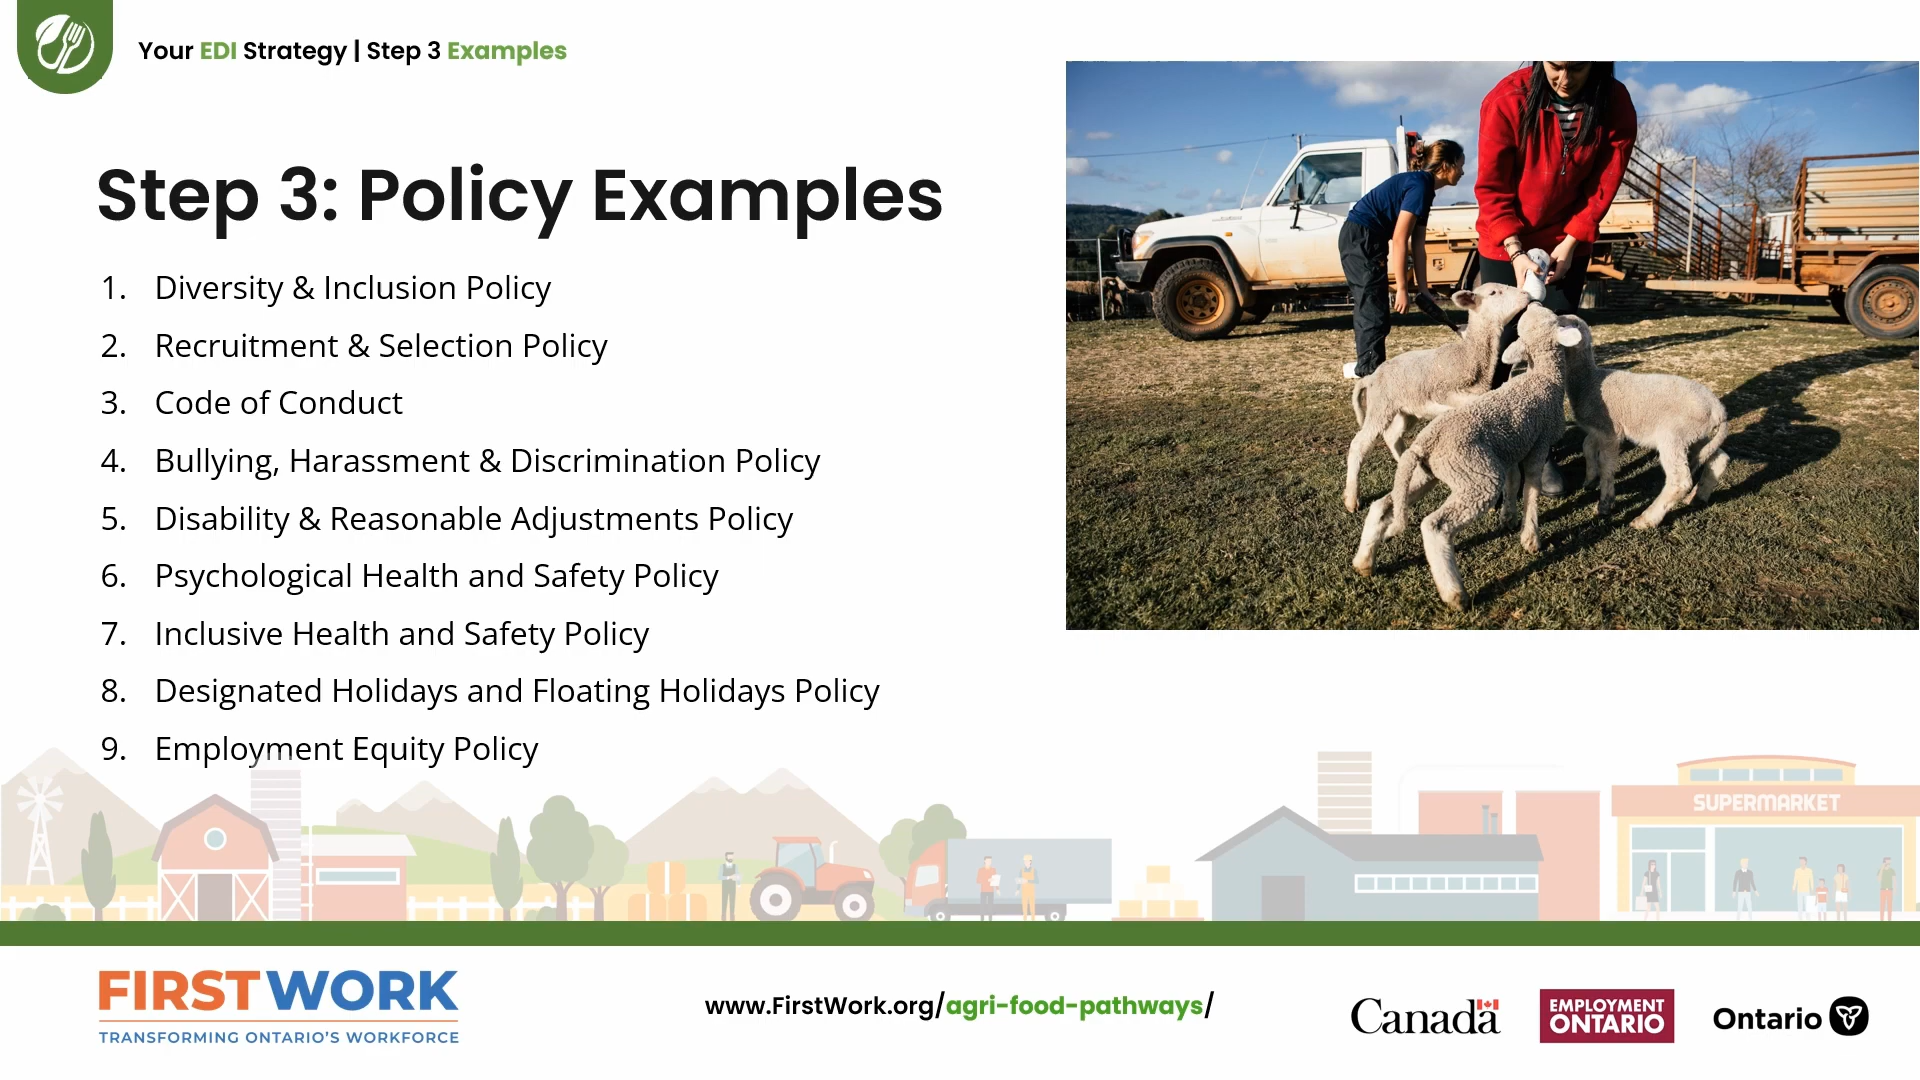 Your EDI Strategy | Step 3 Examples
Step 3: Policy Examples
1. Diversity & Inclusion Policy
2. Recruitment & Selection Policy
3. Code of Conduct
4. Bullying, Harassment & Discrimination Policy
5. Disability & Reasonable Adjustments Policy
6. Psychological Health and Safety Policy
7. Inclusive Health and Safety Policy
8. Designated Holidays and Floating Holidays Policy
9. Employment Equity Policy
SUPERMARKET
FIRSTWORK
TRANSFORMING ONTARIO'S WORKFORCE
www.FirstWork.org/agri-food-pathways/
Canada
EMPLOYMENT
ONTARIO
Ontario